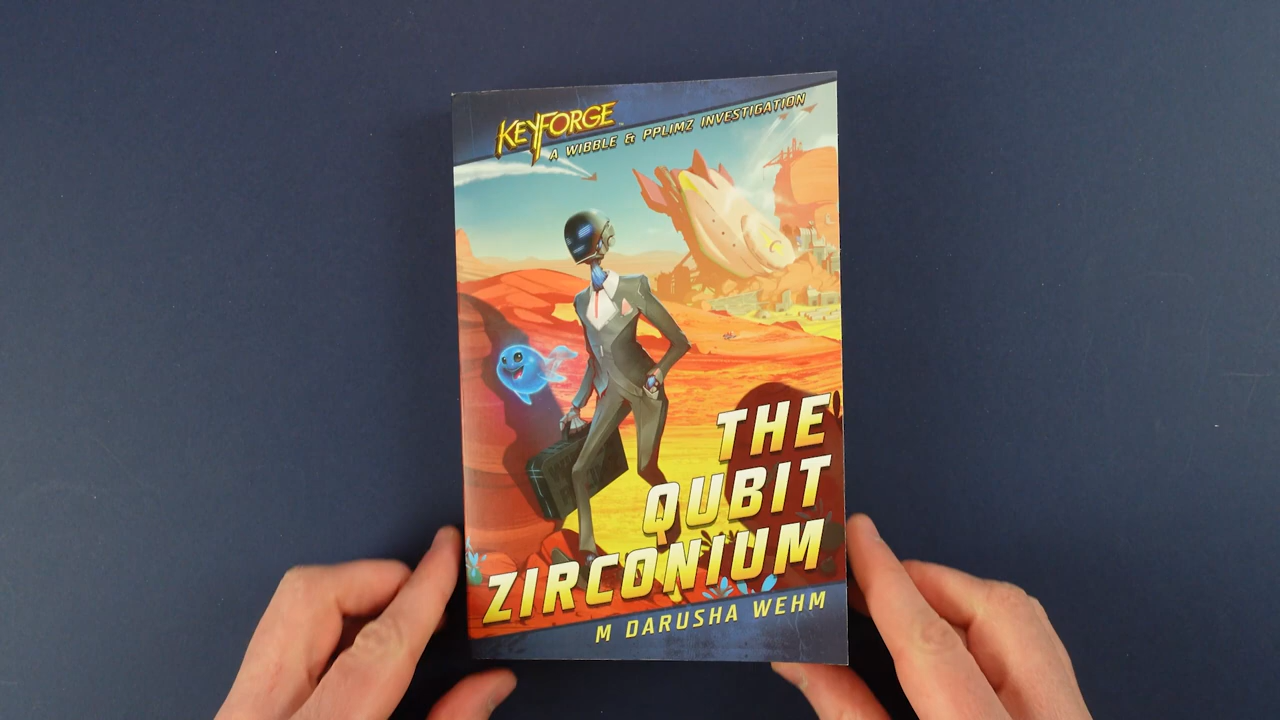 KEYFORGE
A WIBBLE & PPLIMZ INVESTIGATION
THE
QUBIT
ZIRCONIUM
M DARUSHA WEHM